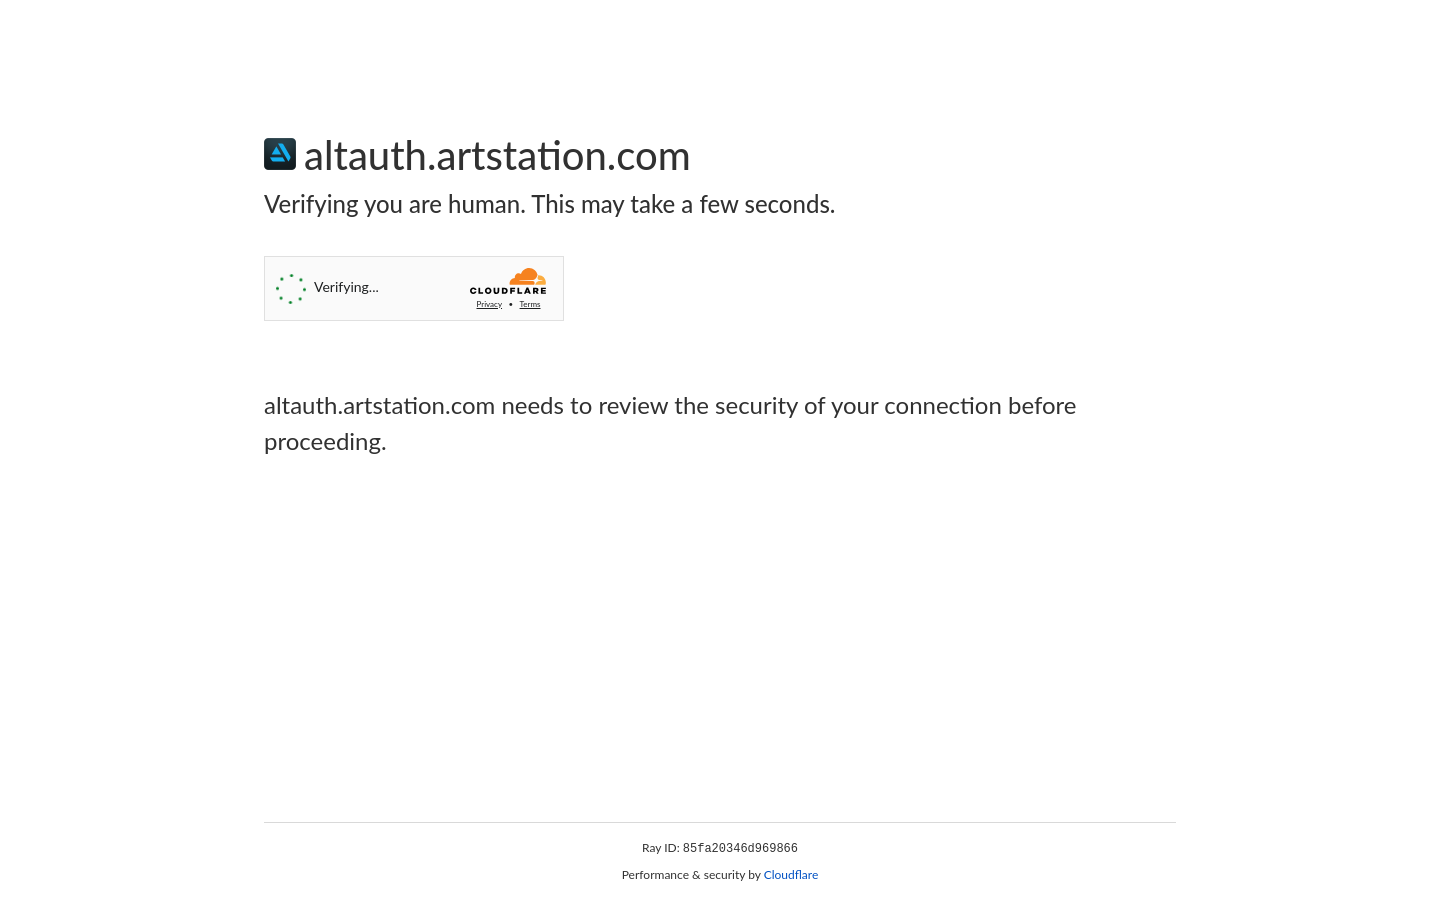 altauth.artstation.com
Verifying you are human. This may take a few seconds.
Verifying...
CLOUDFLARE
Privacy • Terms
altauth.artstation.com needs to review the security of your connection before
proceeding.
Ray ID: 85fa20346d969866
Performance & security by Cloudflare